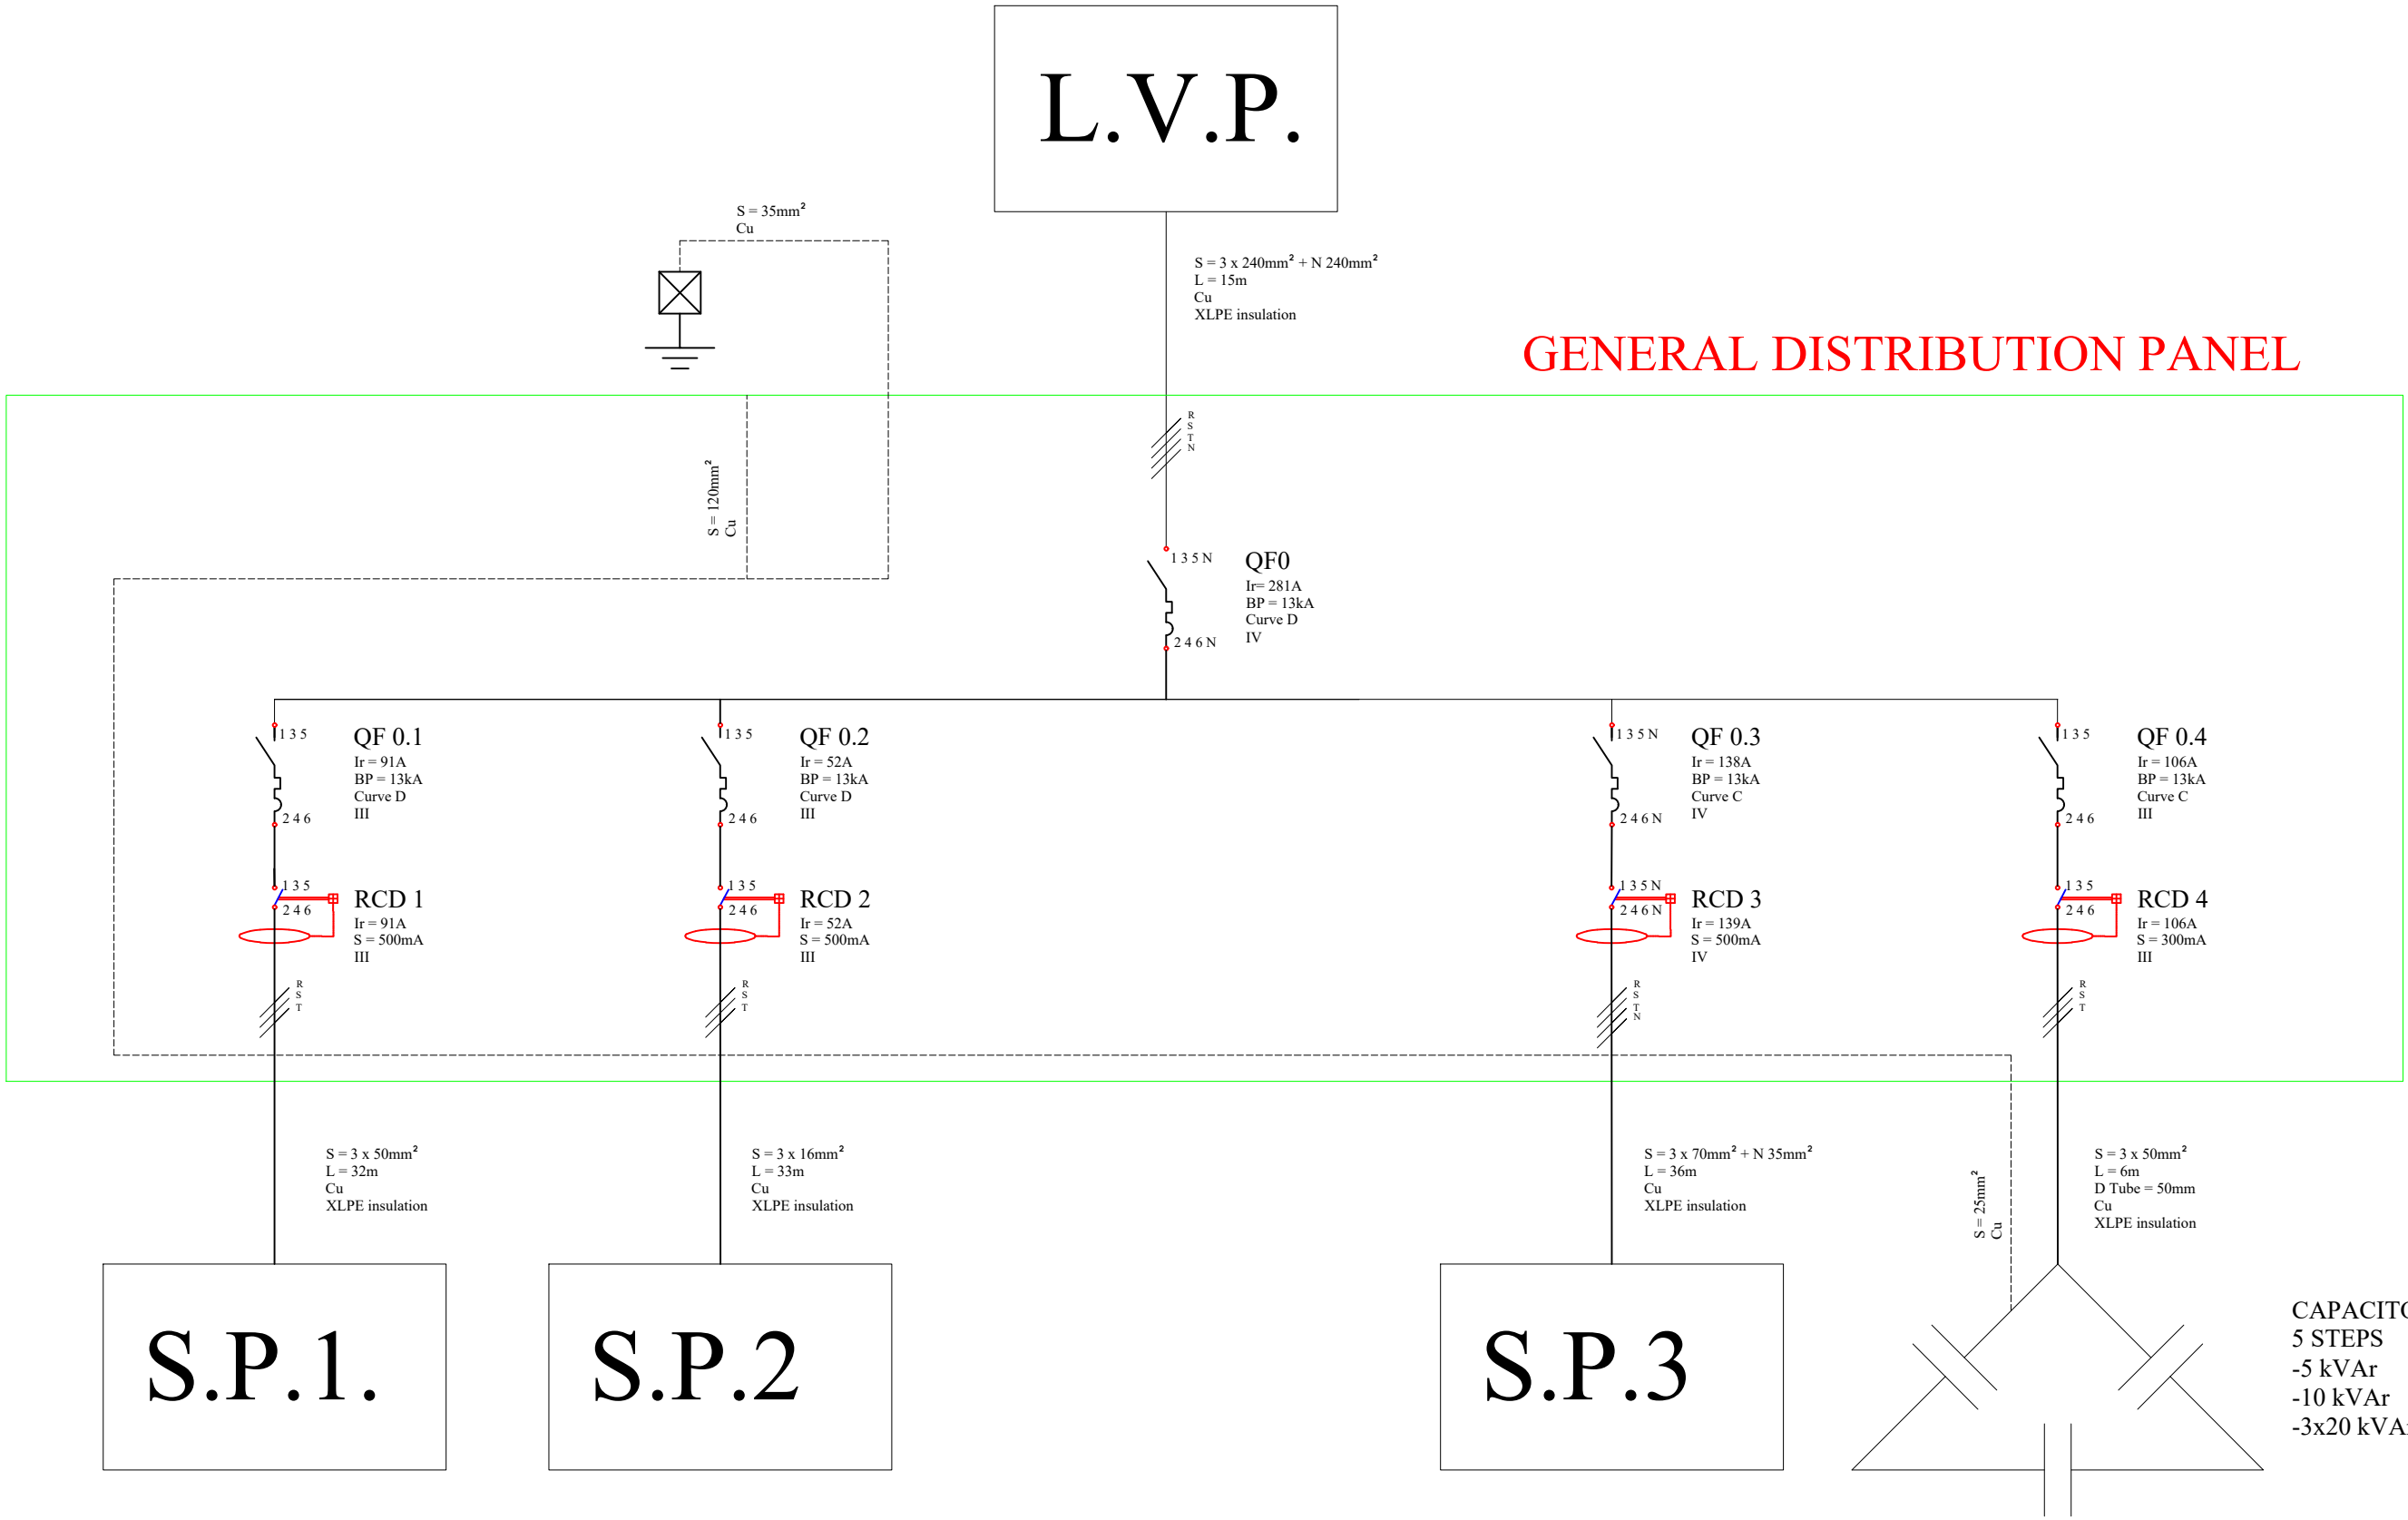 L.V.P.
S = 35mm²
Cu
S = 3 x 240mm² + N 240mm²
L = 15m
Cu
XLPE insulation
GENERAL DISTRIBUTION PANEL
R
S
T
N
S = 120mm²
Cu
1 3 5 N
QF0
Ir= 281A
BP = 13kA
Curve D
IV
2 4 6 N
1 3 5
QF 0.1
Ir = 91A
BP = 13kA
Curve D
III
2 4 6
1 3 5
QF 0.2
Ir = 52A
BP = 13kA
Curve D
III
2 4 6
1 3 5 N
QF 0.3
Ir = 138A
BP = 13kA
Curve C
IV
2 4 6 N
1 3 5
QF 0.4
Ir = 106A
BP = 13kA
Curve C
III
2 4 6
1 3 5
2 4 6
RCD 1
Ir = 91A
S = 500mA
III
1 3 5
2 4 6
RCD 2
Ir = 52A
S = 500mA
III
1 3 5 N
2 4 6 N
RCD 3
Ir = 139A
S = 500mA
IV
1 3 5
2 4 6
RCD 4
Ir = 106A
S = 300mA
III
R
S
T
R
S
T
R
S
T
N
R
S
T
S = 3 x 50mm²
L = 32m
Cu
XLPE insulation
S = 3 x 16mm²
L = 33m
Cu
XLPE insulation
S = 3 x 70mm² + N 35mm²
L = 36m
Cu
XLPE insulation
S = 25mm²
Cu
S = 3 x 50mm²
L = 6m
D Tube = 50mm
Cu
XLPE insulation
S.P.1.
S.P.2
S.P.3
5 STEPS
-5 kVAr
-10 kVAr
-3x20 kVAr